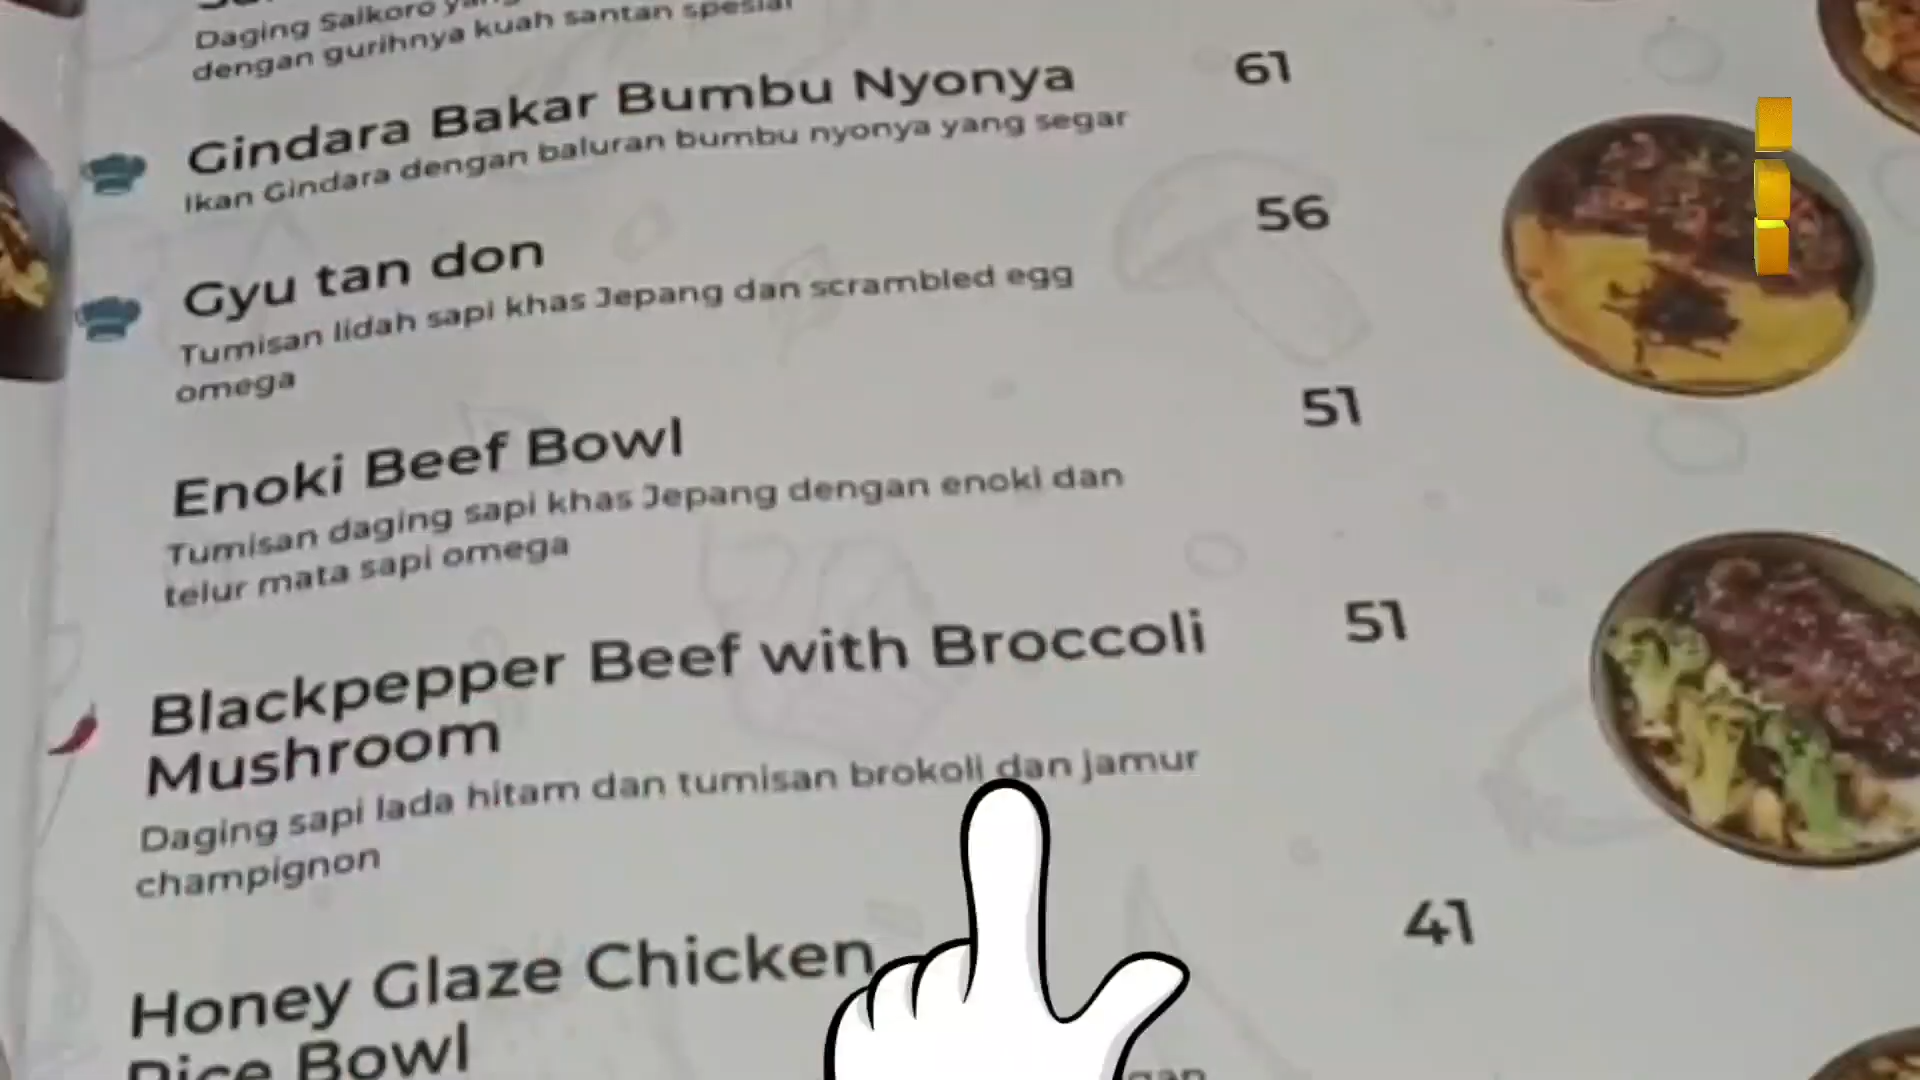 Daging Saikoro
dengan gurihnya kuah santan spesial
Gindara Bakar Bumbu Nyonya 61
Ikan Gindara dengan baluran bumbu nyonya yang segar
Gyu tan don 56
Tumisan lidah sapi khas Jepang dan scrambled egg
omega
Enoki Beef Bowl 51
Tumisan daging sapi khas Jepang dengan enoki dan
telur mata sapi omega
Blackpepper Beef with Broccoli 51
Mushroom
Daging sapi lada hitam dan tumisan brokoli dan jamur
champignon
Honey Glaze Chicken 41
Rice Bowl